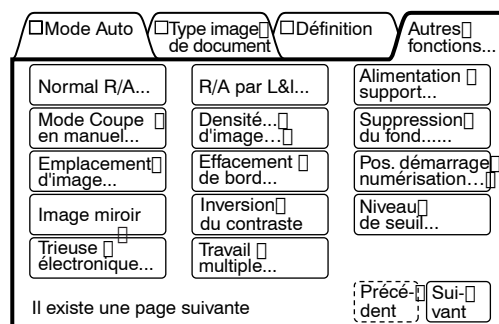 Mode Auto
Type image
de document
Définition
Autres
fonctions...
Normal R/A...
R/A par L&I...
Alimentation
support...
Mode Coupe
en manuel...
Densité...
d'image...
Suppression
du fond......
Emplacement
d'image...
Effacement
de bord...
Pos. démarrage
numérisation...
Image miroir
Inversion
du contraste
Niveau
de seuil...
Trieuse
électronique...
Travail
multiple...
Il existe une page suivante
Précé-
dent
Sui-
vant